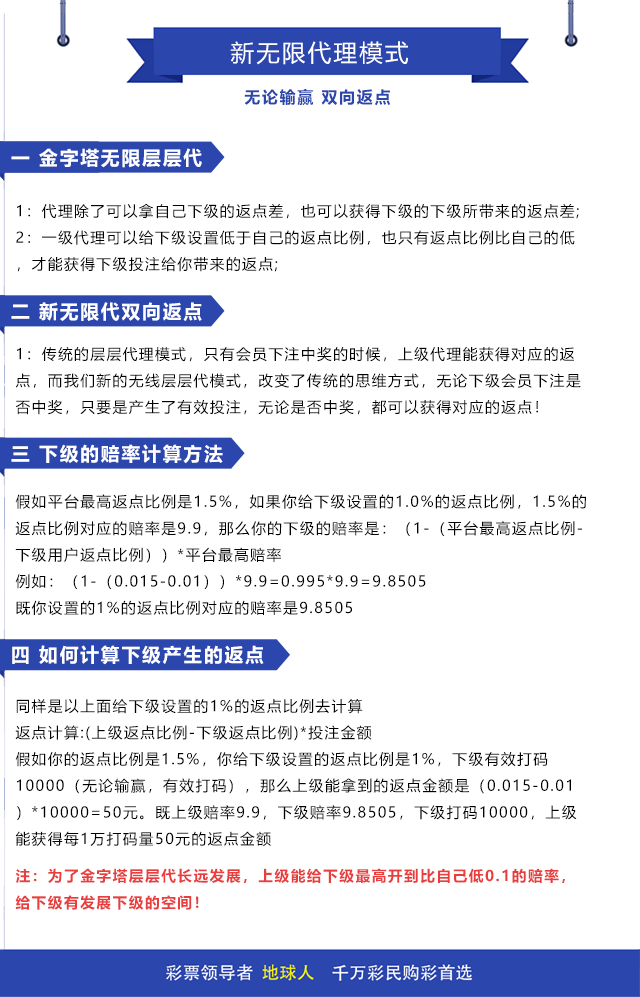 新无限代理模式
无论输赢 双向返点
一 金字塔无限层层代
1：代理除了可以拿自己下级的返点差，也可以获得下级的下级所带来的返点差;
2：一级代理可以给下级设置低于自己的返点比例，也只有返点比例比自己的低
，才能获得下级投注给你带来的返点;
二 新无限代双向返点
1：传统的层层代理模式，只有会员下注中奖的时候，上级代理能获得对应的返
点，而我们新的无线层层代模式，改变了传统的思维方式，无论下级会员下注是
否中奖，只要是产生了有效投注，无论是否中奖，都可以获得对应的返点！
三 下级的赔率计算方法
假如平台最高返点比例是1.5%，如果你给下级设置的1.0%的返点比例，1.5%的
返点比例对应的赔率是9.9，那么你的下级的赔率是：（1-（平台最高返点比例-
下级用户返点比例））*平台最高赔率
例如：（1-（0.015-0.01））*9.9=0.995*9.9=9.8505
既你设置的1%的返点比例对应的赔率是9.8505
四 如何计算下级产生的返点
同样是以上面给下级设置的1%的返点比例去计算
返点计算:(上级返点比例-下级返点比例)*投注金额
假如你的返点比例是1.5%，你给下级设置的返点比例是1%，下级有效打码
10000（无论输赢，有效打码），那么上级能拿到的返点金额是（0.015-0.01
）*10000=50元。既上级赔率9.9，下级赔率9.8505，下级打码10000，上级
能获得每1万打码量50元的返点金额
注：为了金字塔层层代长远发展，上级能给下级最高开到比自己低0.1的赔率，
给下级有发展下级的空间！
彩票领导者 地球人 千万彩民购彩首选